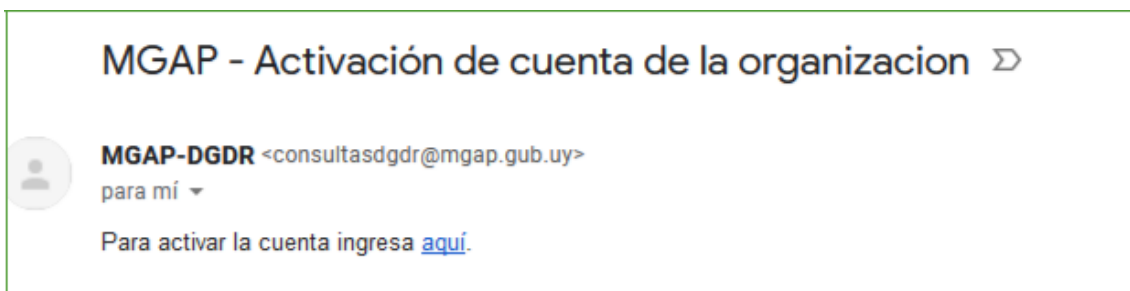 MGAP - Activación de cuenta de la organizacion
MGAP-DGDR <consultasdgdr@mgap.gub.uy>
para mí
Para activar la cuenta ingresa aquí.